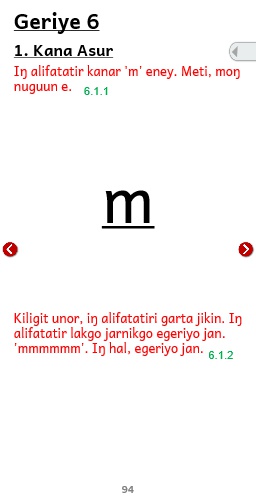 Geriye 6
1. Kana Asur
Iŋ alifatatir kanar 'm' eney. Meti, moŋ
nuguun e. 6.1.1
m
Kiligit unor, iŋ alifatatiri garta jikin. Iŋ
alifatatir lakgo jarnikgo egeriyo jan.
'mmmmmm'. Iŋ hal, egeriyo jan. 6.1.2
94